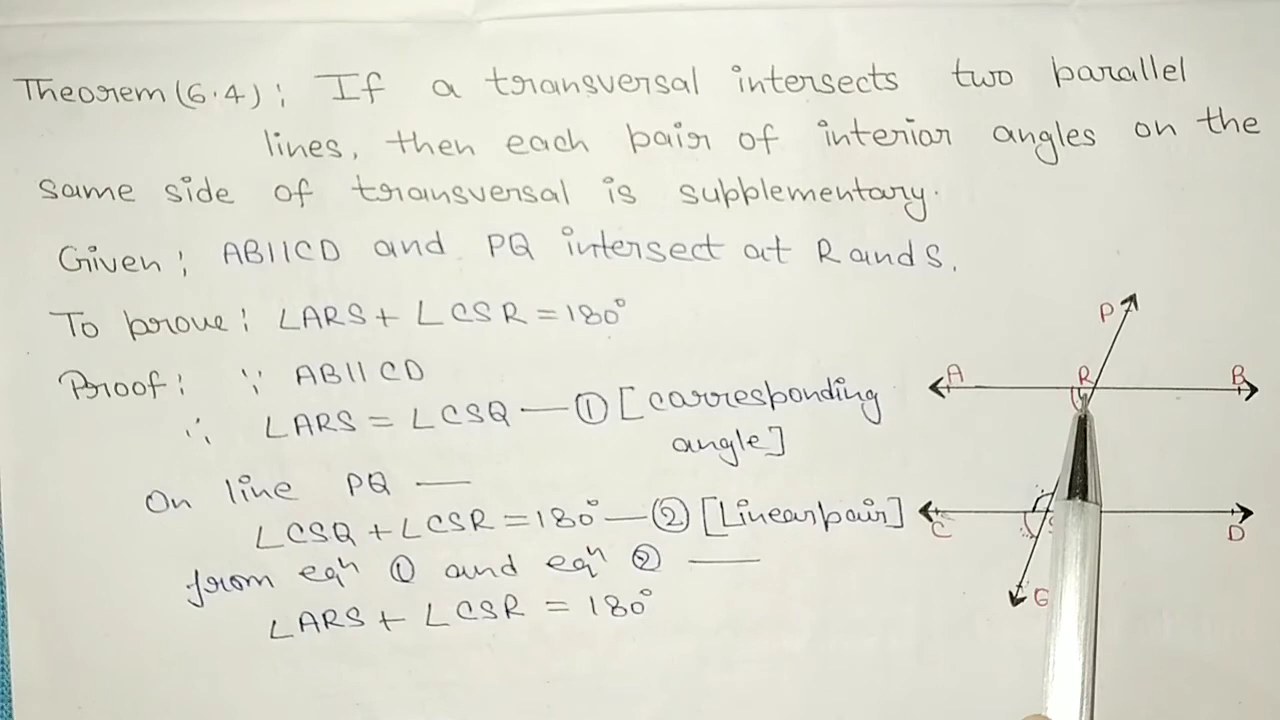 Theorem (6.4) : If a transversal intersects two parallel
lines, then each pair of interior angles on the
same side of transversal is supplementary.
Given : AB||CD and PQ intersect at R and S.
To prove : ∠ARS + ∠CSR = 180°
Proof : ∵ AB||CD
∴ ∠ARS = ∠CSQ — ① [corresponding
angle]
On line PQ —
∠CSQ + ∠CSR = 180° — ② [Linear pair]
from eqⁿ ① and eqⁿ ② —
∠ARS + ∠CSR = 180°
P
A R B
C D